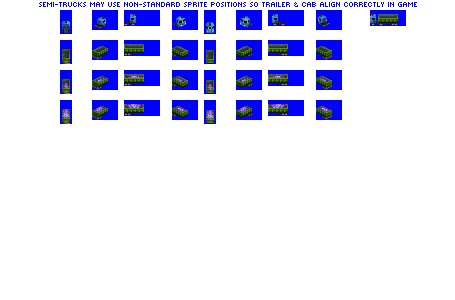 SEMI-TRUCKS MAY USE NON-STANDARD SPRITE POSITIONS SO TRAILER & CAB ALIGN CORRECTLY IN GAME